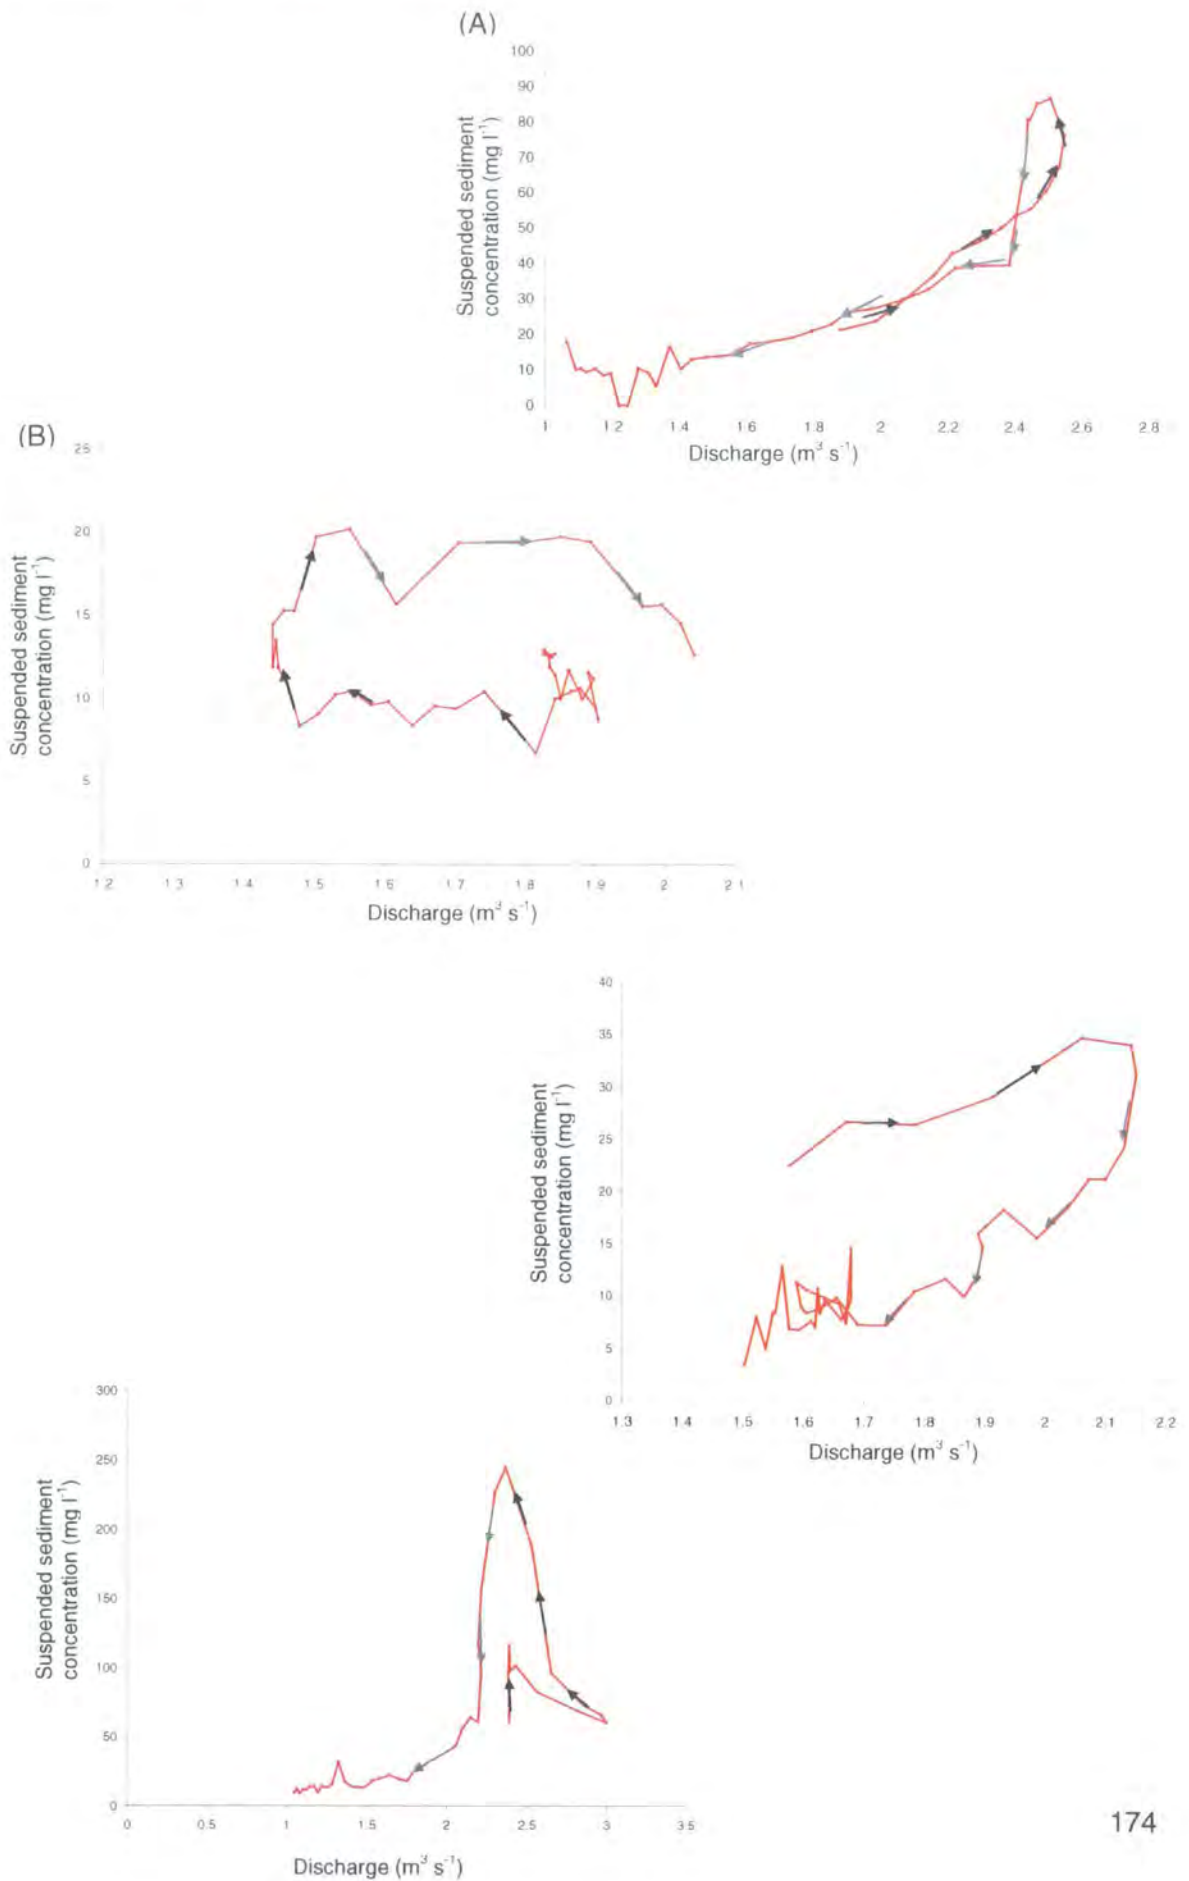 (A)
100
90
80
70
60
50
40
30
20
10
0
Suspended sediment
concentration (mg l⁻¹)
1 1.2 1.4 1.6 1.8 2 2.2 2.4 2.6 2.8
Discharge (m³ s⁻¹)
(B)
25
20
15
10
5
0
Suspended sediment
concentration (mg l⁻¹)
1 2 1 3 1 4 1.5 1.6 1.7 1.8 1.9 2 2 1
Discharge (m³ s⁻¹)
40
35
30
25
20
15
10
5
0
Suspended sediment
concentration (mg l⁻¹)
1.3 1.4 1.5 1.6 1.7 1.8 1.9 2 2.1 2.2
Discharge (m³ s⁻¹)
300
250
200
150
100
50
0
Suspended sediment
concentration (mg l⁻¹)
0 0.5 1 1.5 2 2.5 3 3 5
Discharge (m³ s⁻¹)
174